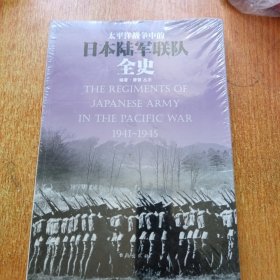 太平洋战争中的
日本陆军联队
全史
THE REGIMENTS OF
JAPANESE ARMY
IN THE PACIFIC WAR
1941-1945